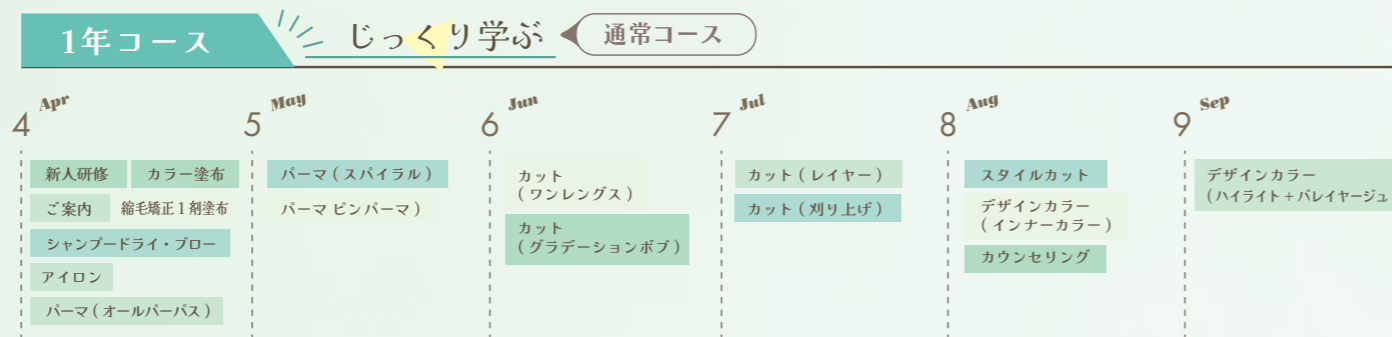 1年コース
じっくり学ぶ
通常コース
4 Apr
5 May
6 Jun
7 Jul
8 Aug
9 Sep
新人研修
カラー塗布
ご案内
縮毛矯正1剤塗布
シャンプードライ・ブロー
アイロン
パーマ(オールパーパス)
パーマ(スパイラル)
パーマ ピンパーマ)
カット
(ワンレングス)
カット
(グラデーションボブ)
カット(レイヤー)
カット(刈り上げ)
スタイルカット
デザインカラー
(インナーカラー)
カウンセリング
デザインカラー
(ハイライト+バレイヤージュ